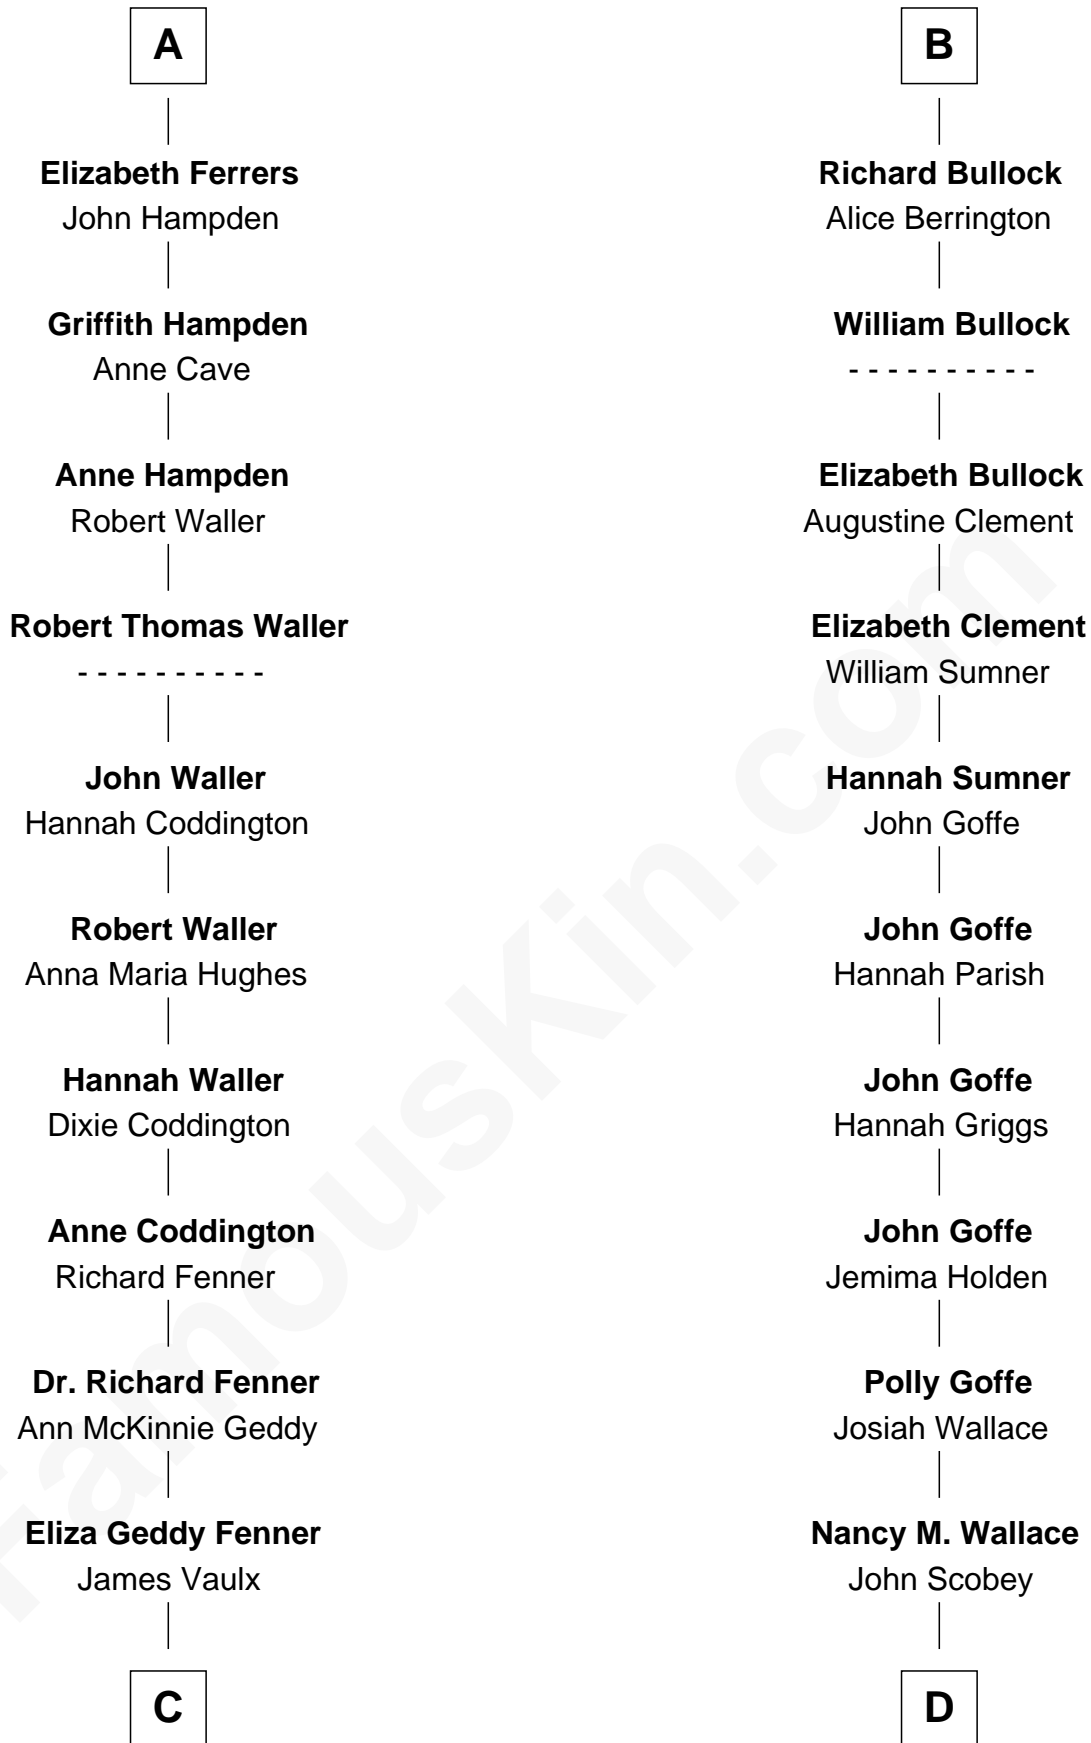 A
Elizabeth Ferrers
John Hampden
Griffith Hampden
Anne Cave
Anne Hampden
Robert Waller
Robert Thomas Waller
- - - - - - - - - -
John Waller
Hannah Coddington
Robert Waller
Anna Maria Hughes
Hannah Waller
Dixie Coddington
Anne Coddington
Richard Fenner
Dr. Richard Fenner
Ann McKinnie Geddy
Eliza Geddy Fenner
James Vaulx
C
B
Richard Bullock
Alice Berrington
William Bullock
- - - - - - - - - -
Elizabeth Bullock
Augustine Clement
Elizabeth Clement
William Sumner
Hannah Sumner
John Goffe
John Goffe
Hannah Parish
John Goffe
Hannah Griggs
John Goffe
Jemima Holden
Polly Goffe
Josiah Wallace
Nancy M. Wallace
John Scobey
D
FamousKin.com